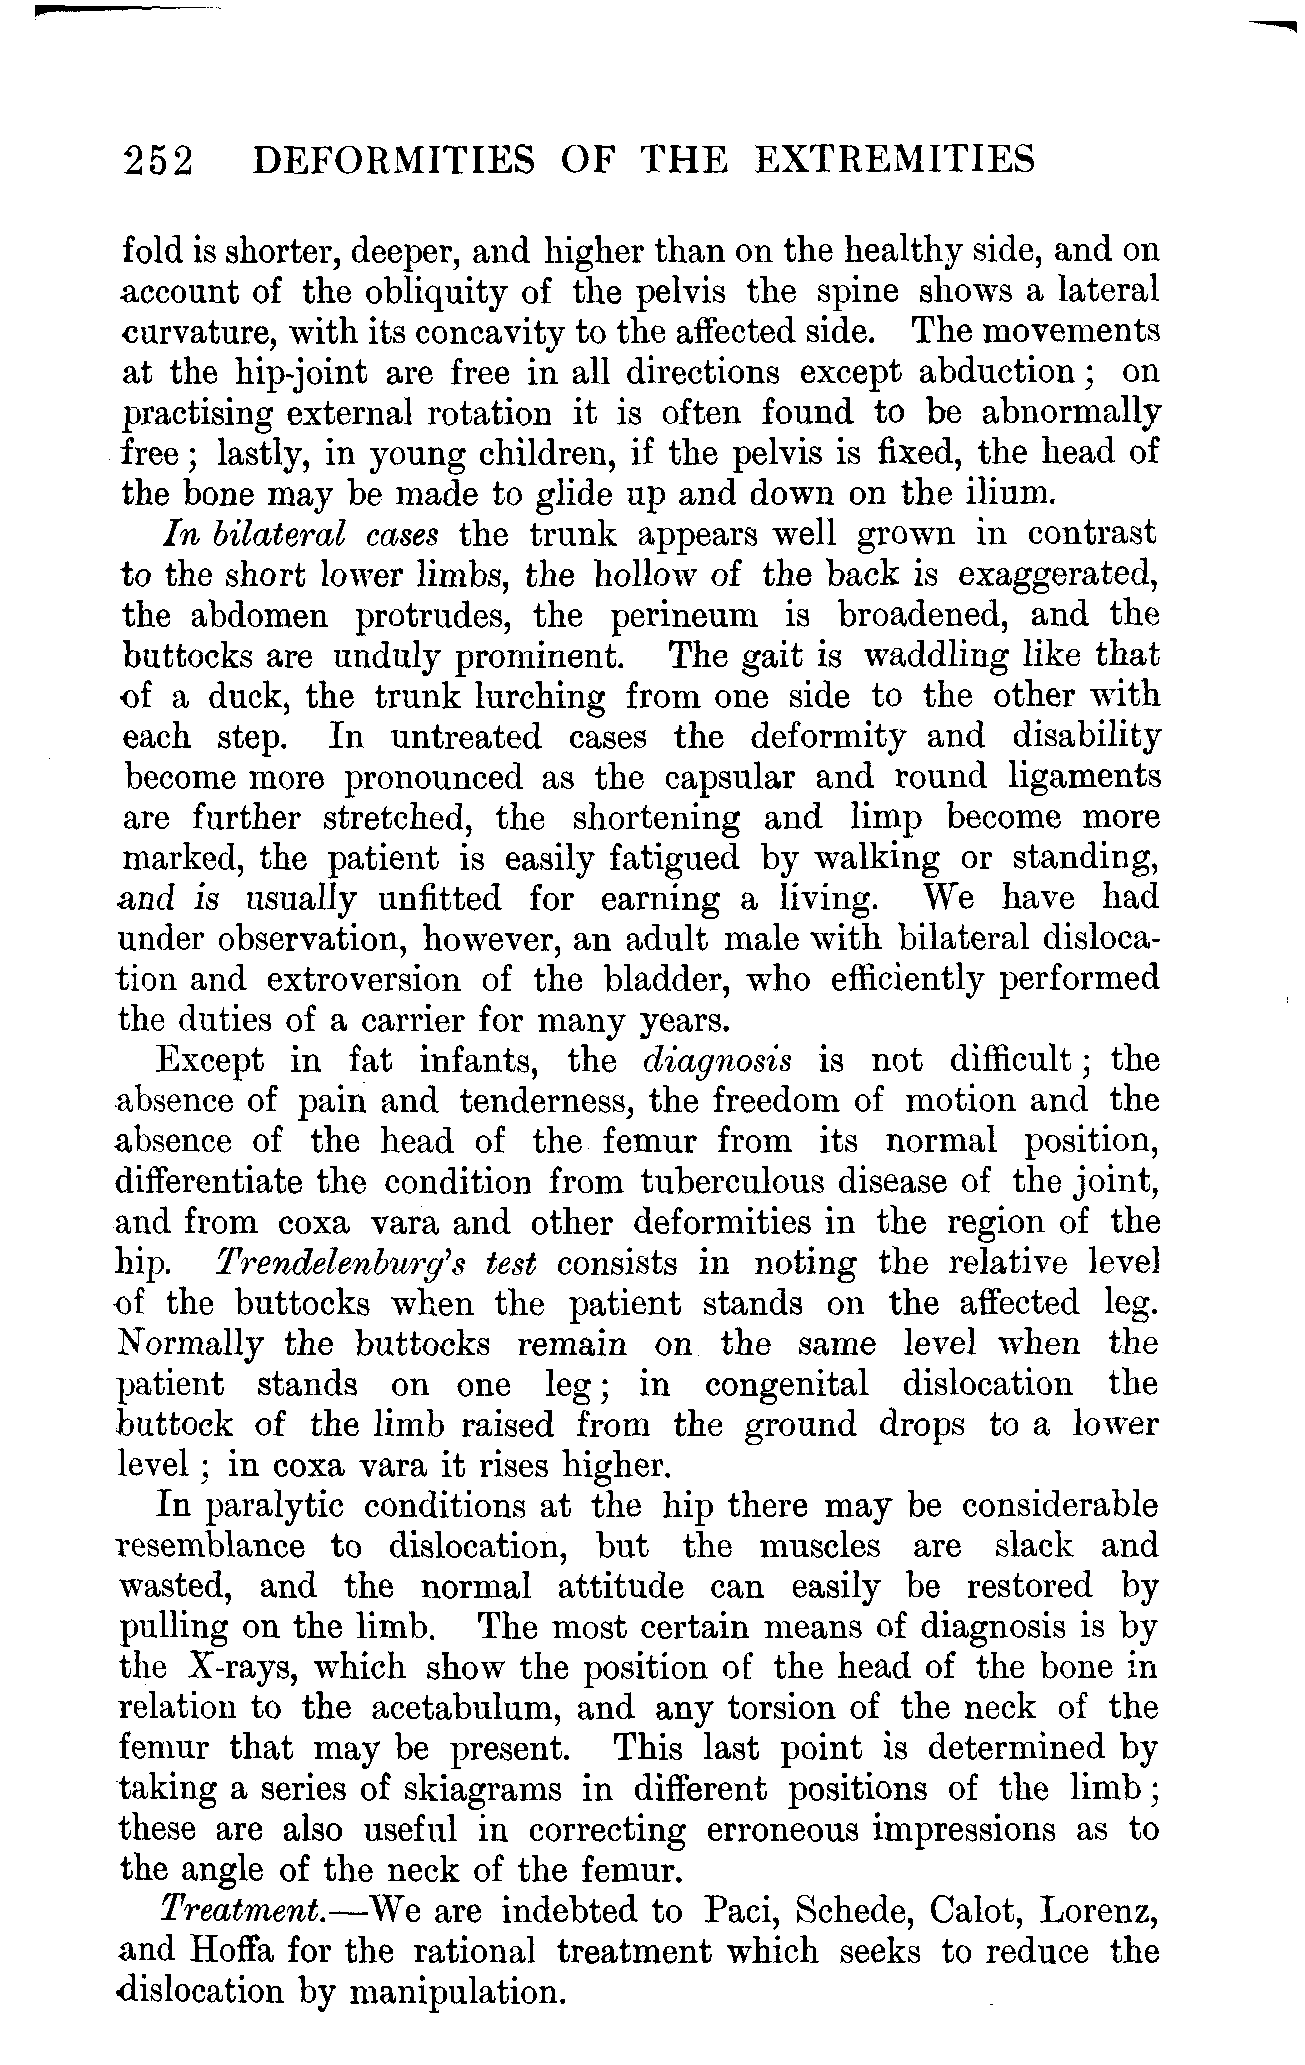 252 DEFORMITIES OF THE EXTREMITIES
fold is shorter, deeper, and higher than on the healthy side, and on
account of the obliquity of the pelvis the spine shows a lateral
curvature, with its concavity to the affected side. The movements
at the hip-joint are free in all directions except abduction; on
practising external rotation it is often found to be abnormally
free; lastly, in young children, if the pelvis is fixed, the head of
the bone may be made to glide up and down on the ilium.
In bilateral cases the trunk appears well grown in contrast
to the short lower limbs, the hollow of the back is exaggerated,
the abdomen protrudes, the perineum is broadened, and the
buttocks are unduly prominent. The gait is waddling like that
of a duck, the trunk lurching from one side to the other with
each step. In untreated cases the deformity and disability
become more pronounced as the capsular and round ligaments
are further stretched, the shortening and limp become more
marked, the patient is easily fatigued by walking or standing,
and is usually unfitted for earning a living. We have had
under observation, however, an adult male with bilateral disloca-
tion and extroversion of the bladder, who efficiently performed
the duties of a carrier for many years.
Except in fat infants, the diagnosis is not difficult; the
absence of pain and tenderness, the freedom of motion and the
absence of the head of the femur from its normal position,
differentiate the condition from tuberculous disease of the joint,
and from coxa vara and other deformities in the region of the
hip. Trendelenburg's test consists in noting the relative level
of the buttocks when the patient stands on the affected leg.
Normally the buttocks remain on the same level when the
patient stands on one leg; in congenital dislocation the
buttock of the limb raised from the ground drops to a lower
level; in coxa vara it rises higher.
In paralytic conditions at the hip there may be considerable
resemblance to dislocation, but the muscles are slack and
wasted, and the normal attitude can easily be restored by
pulling on the limb. The most certain means of diagnosis is by
the X-rays, which show the position of the head of the bone in
relation to the acetabulum, and any torsion of the neck of the
femur that may be present. This last point is determined by
taking a series of skiagrams in different positions of the limb;
these are also useful in correcting erroneous impressions as to
the angle of the neck of the femur.
Treatment.—We are indebted to Paci, Schede, Calot, Lorenz,
and Hoffa for the rational treatment which seeks to reduce the
dislocation by manipulation.